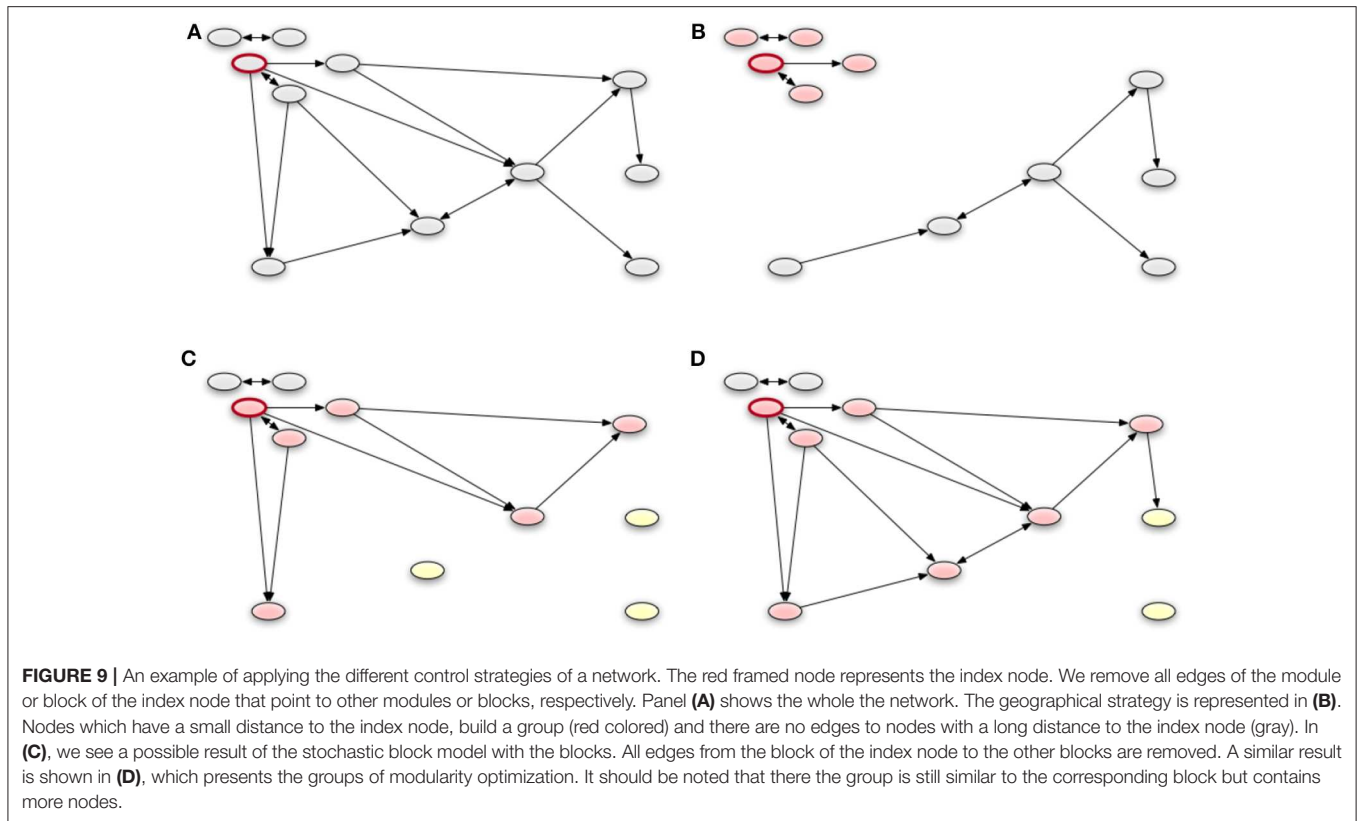 A
B
C
D
FIGURE 9 | An example of applying the different control strategies of a network. The red framed node represents the index node. We remove all edges of the module
or block of the index node that point to other modules or blocks, respectively. Panel (A) shows the whole the network. The geographical strategy is represented in (B).
Nodes which have a small distance to the index node, build a group (red colored) and there are no edges to nodes with a long distance to the index node (gray). In
(C), we see a possible result of the stochastic block model with the blocks. All edges from the block of the index node to the other blocks are removed. A similar result
is shown in (D), which presents the groups of modularity optimization. It should be noted that there the group is still similar to the corresponding block but contains
more nodes.